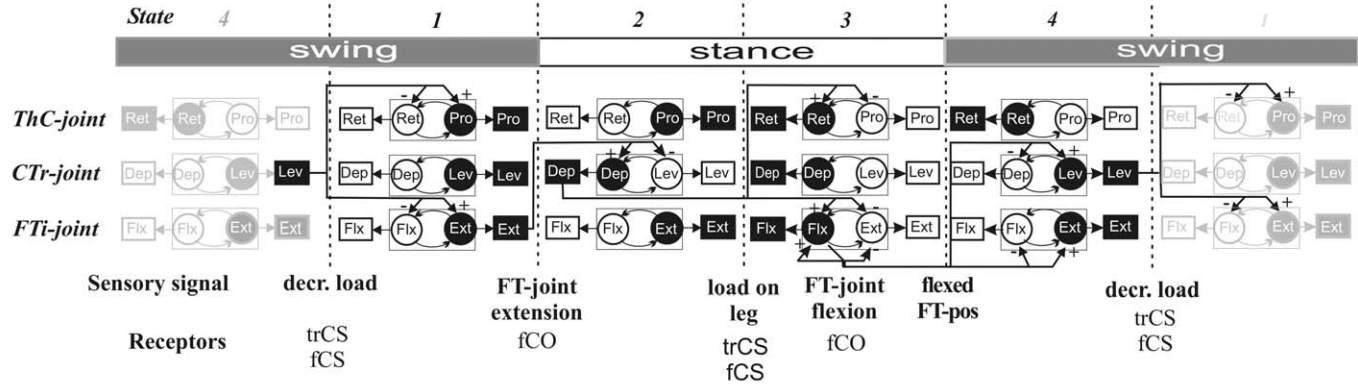 State 4 1 2 3 4 1
swing stance swing
- + + - - +
ThC-joint Ret Ret Pro Pro Ret Ret Pro Pro Ret Ret Pro Pro Ret Ret Pro Pro Ret Ret Pro Pro Ret Ret Pro Pro
+ - - +
CTr-joint Dep Dep Lev Lev Dep Dep Lev Lev Dep Dep Lev Lev Dep Dep Lev Lev Dep Dep Lev Lev Dep Dep Lev Lev
- + + - - +
FTi-joint Flx Flx Ext Ext Flx Flx Ext Ext Flx Flx Ext Ext Flx Flx Ext Ext Flx Flx Ext Ext Flx Flx Ext Ext
+ - - +
Sensory signal decr. load FT-joint load on FT-joint flexed decr. load
extension leg flexion FT-pos
Receptors trCS fCO trCS fCO trCS
fCS fCS fCS